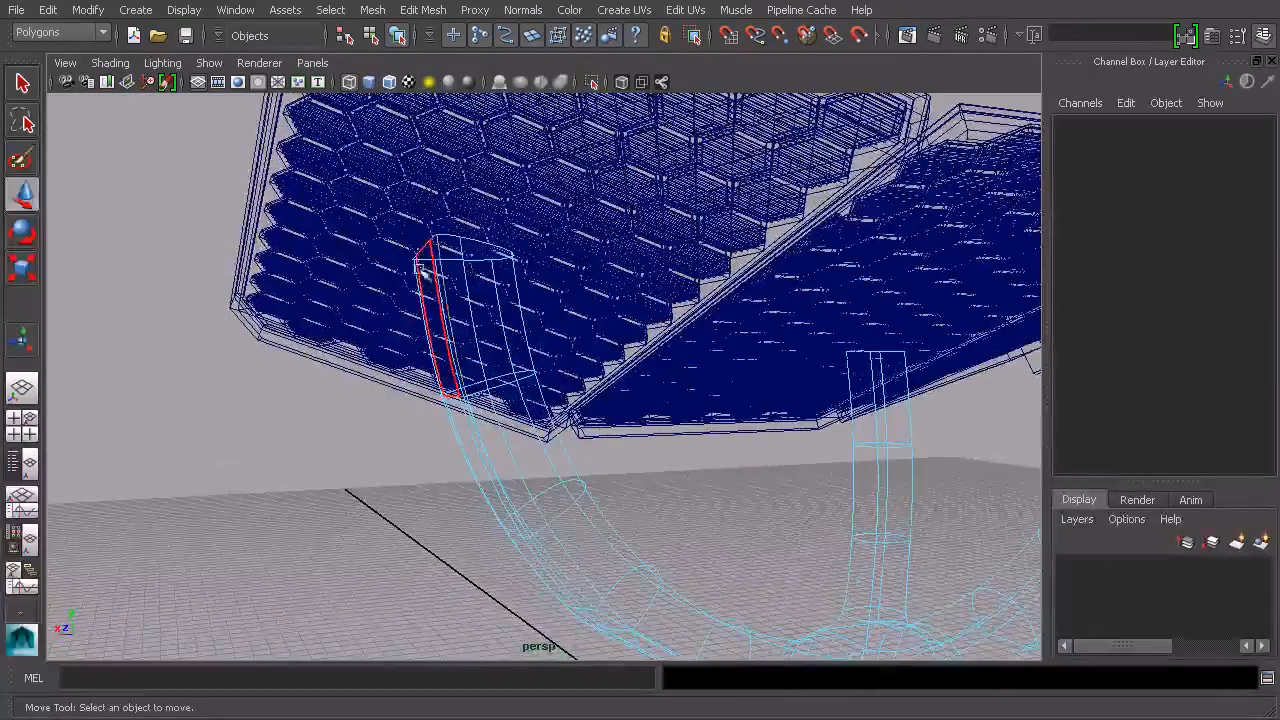 File Edit Modify Create Display Window Assets Select Mesh Edit Mesh Proxy Normals Color Create UVs Edit UVs Muscle Pipeline Cache Help
Polygons
Objects
View Shading Lighting Show Renderer Panels
Channel Box / Layer Editor
Channels Edit Object Show
Display Render Anim
Layers Options Help
persp
MEL
Move Tool: Select an object to move.